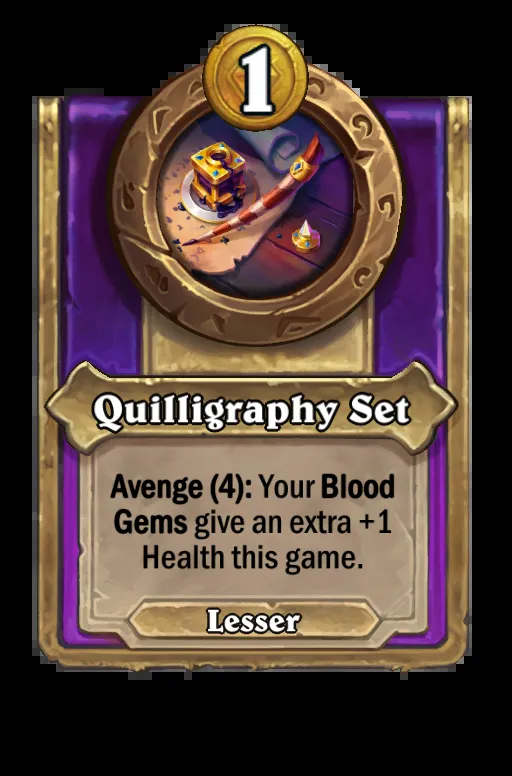 1
Quilligraphy Set
Avenge (4): Your Blood
Gems give an extra +1
Health this game.
Lesser